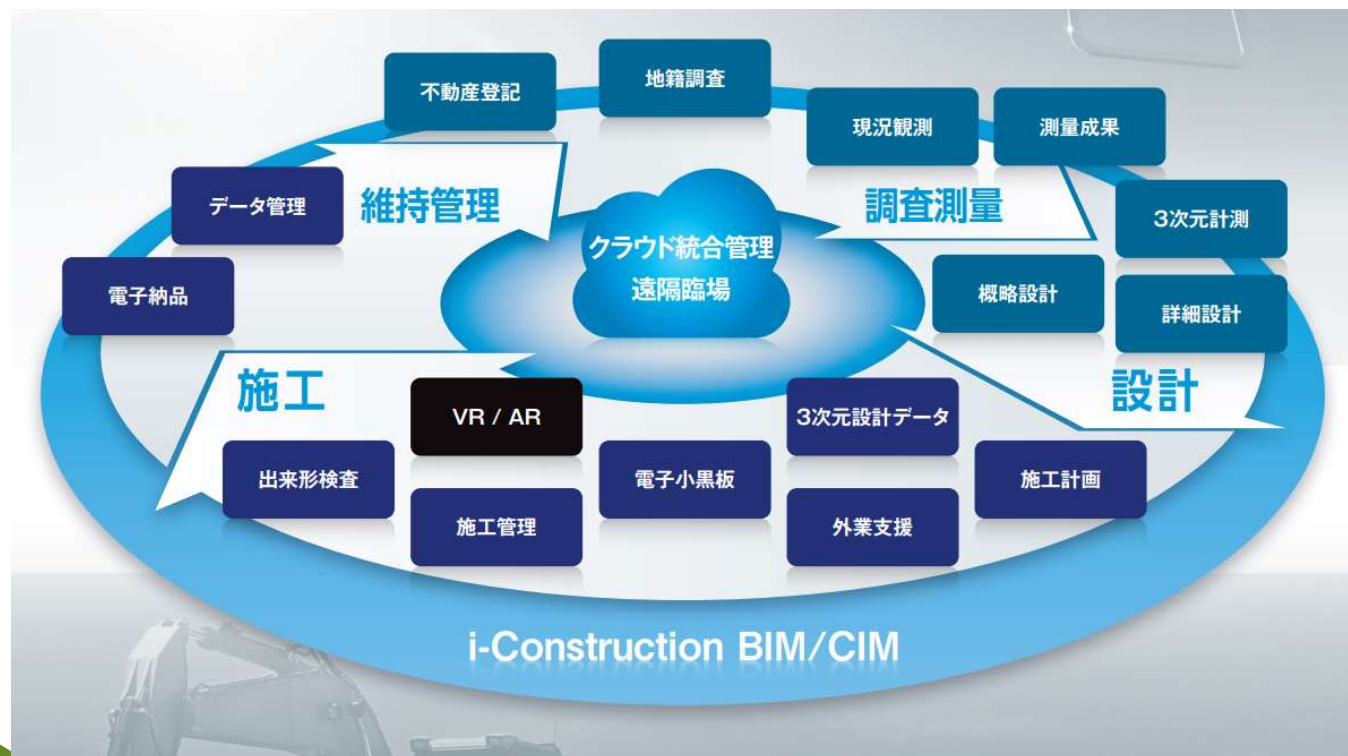 不動産登記
地籍調査
現況観測
測量成果
データ管理
維持管理
調査測量
3次元計測
クラウド統合管理
遠隔臨場
電子納品
概略設計
詳細設計
施工
設計
VR / AR
3次元設計データ
出来形検査
電子小黒板
施工計画
施工管理
外業支援
i-Construction BIM/CIM